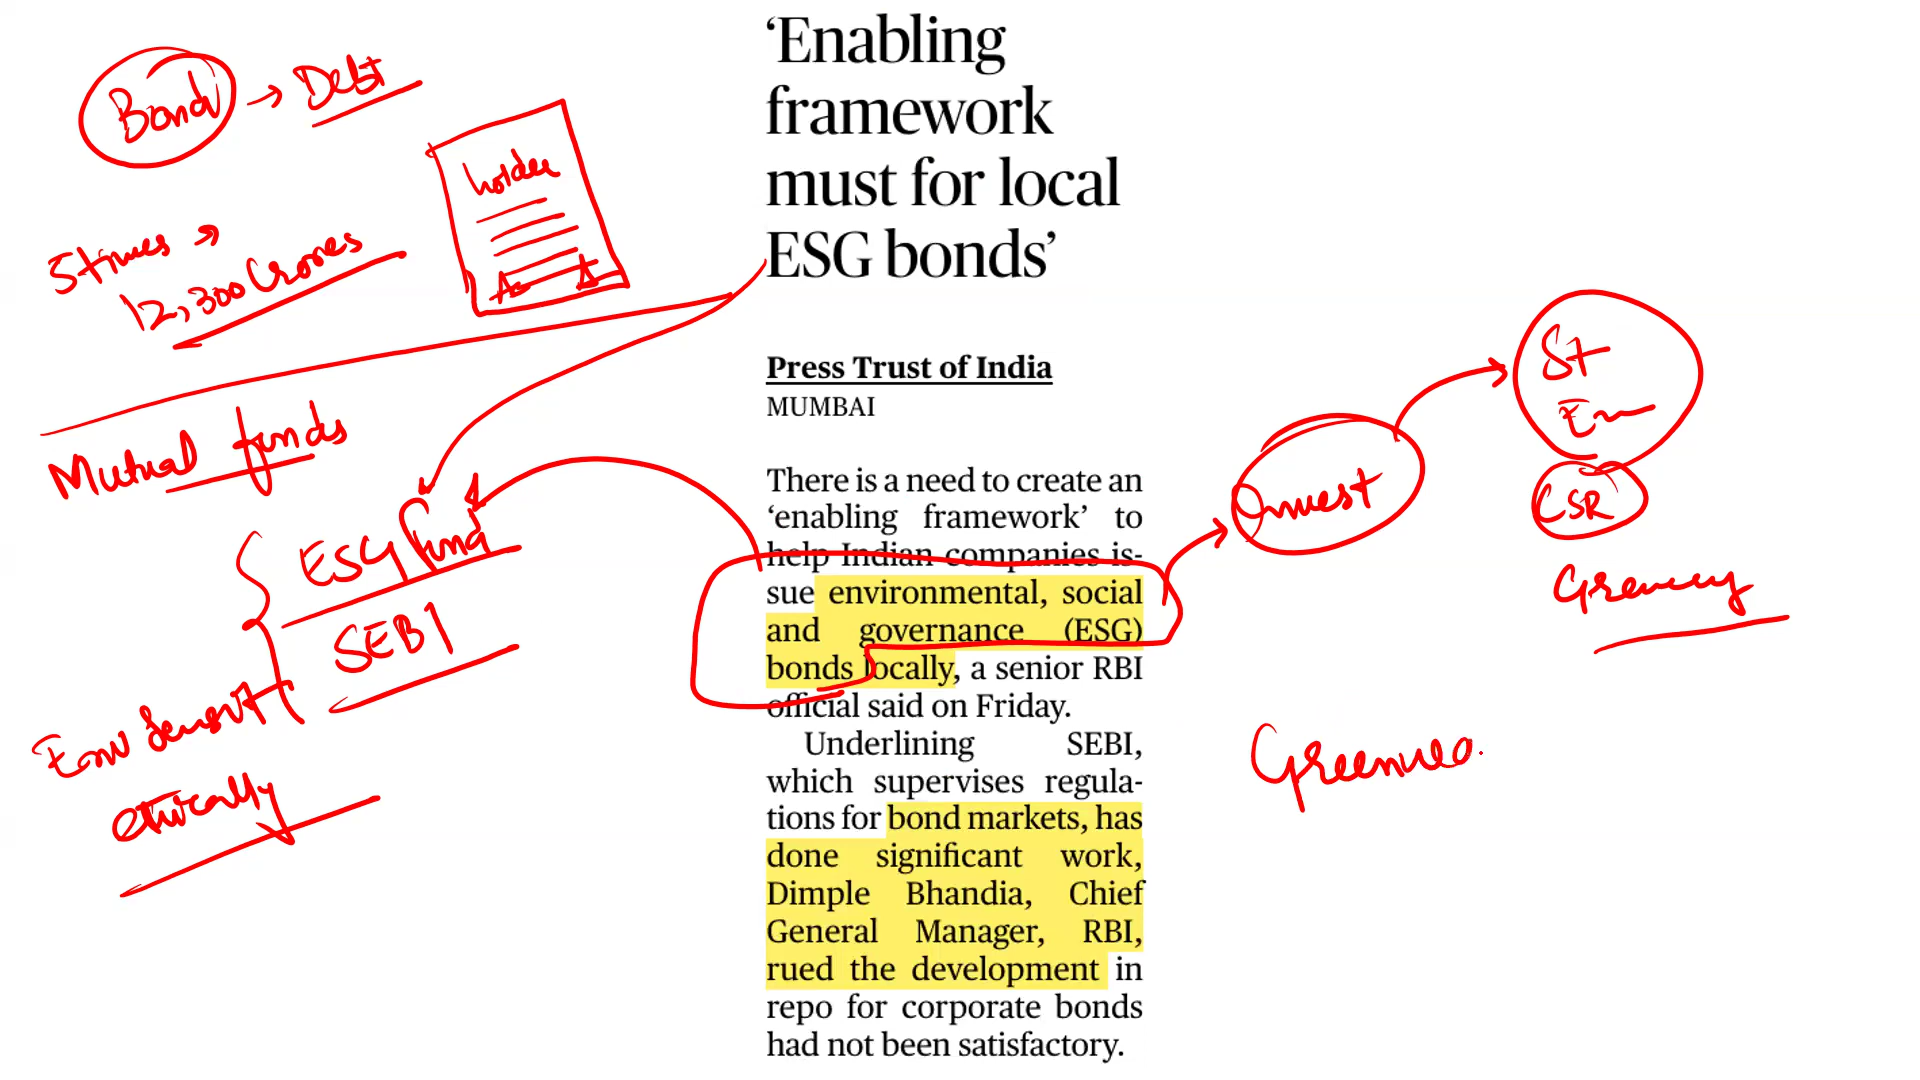 ‘Enabling
framework
must for local
ESG bonds’
Press Trust of India
MUMBAI
There is a need to create an
‘enabling framework’ to
help Indian companies is-
sue environmental, social
and governance (ESG)
bonds locally, a senior RBI
official said on Friday.
Underlining SEBI,
which supervises regula-
tions for bond markets, has
done significant work,
Dimple Bhandia, Chief
General Manager, RBI,
rued the development in
repo for corporate bonds
had not been satisfactory.
Bond → Debt
holder
5 times →
12,300 Crores
Mutual funds
ESG fund
SEBI
ethically
Invest
St
CSR